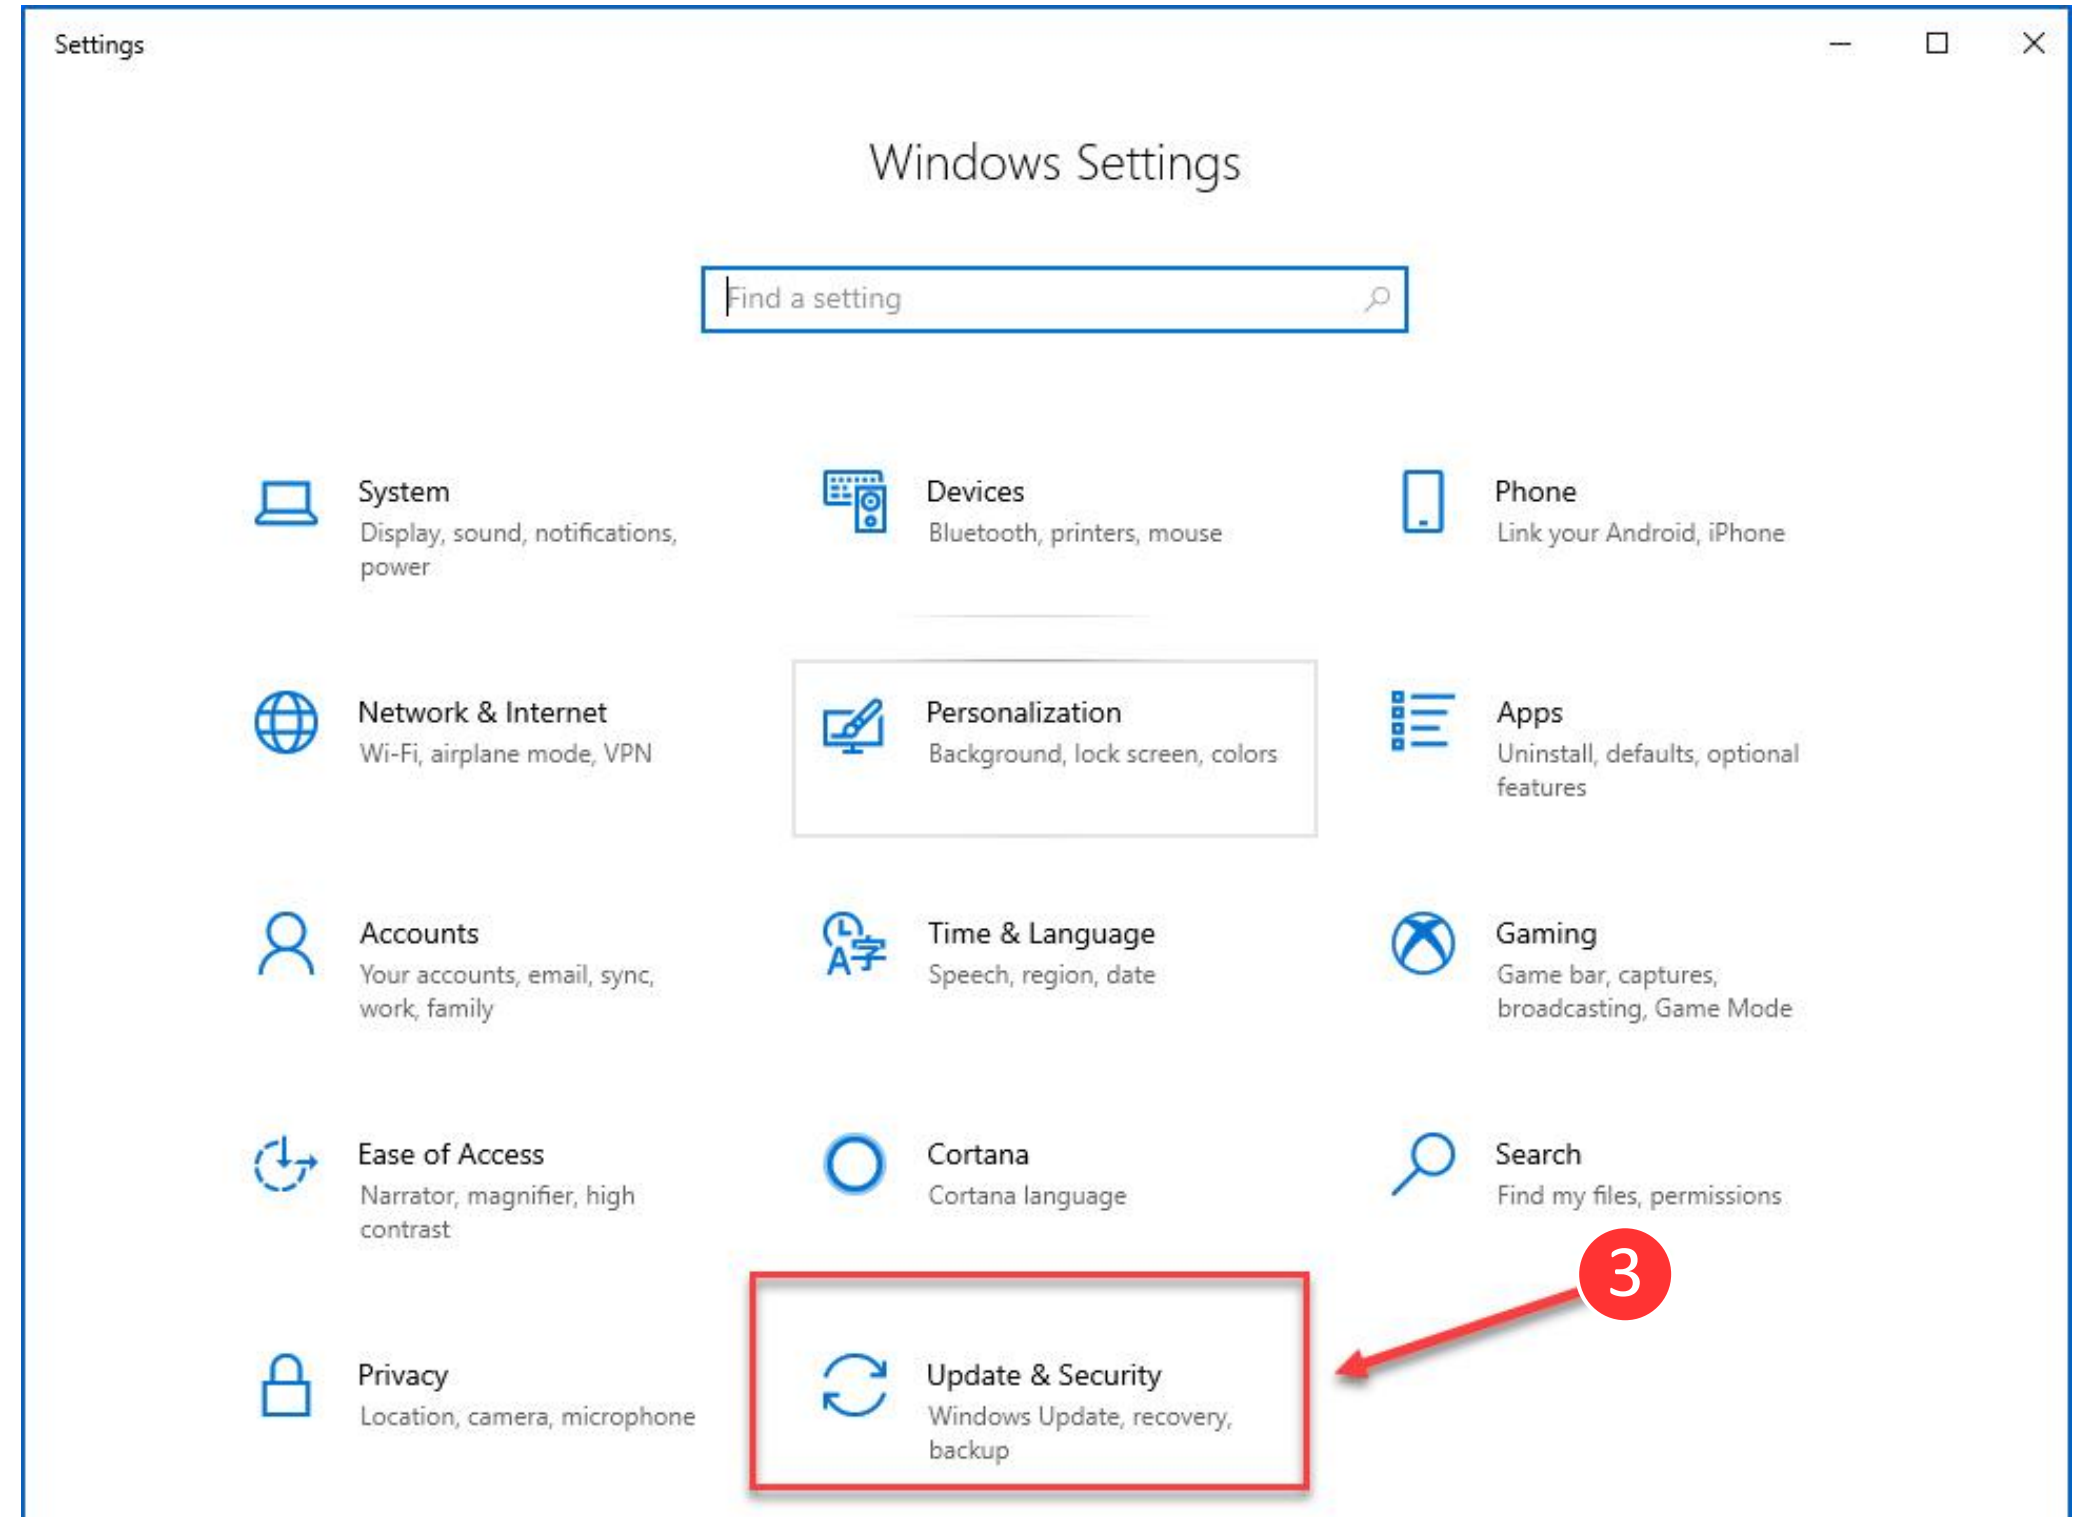 Settings
Windows Settings
Find a setting
System
Display, sound, notifications,
power
Devices
Bluetooth, printers, mouse
Phone
Link your Android, iPhone
Network & Internet
Wi-Fi, airplane mode, VPN
Personalization
Background, lock screen, colors
Apps
Uninstall, defaults, optional
features
Accounts
Your accounts, email, sync,
work, family
Time & Language
Speech, region, date
Gaming
Game bar, captures,
broadcasting, Game Mode
Ease of Access
Narrator, magnifier, high
contrast
Cortana
Cortana language
Search
Find my files, permissions
3
Privacy
Location, camera, microphone
Update & Security
Windows Update, recovery,
backup